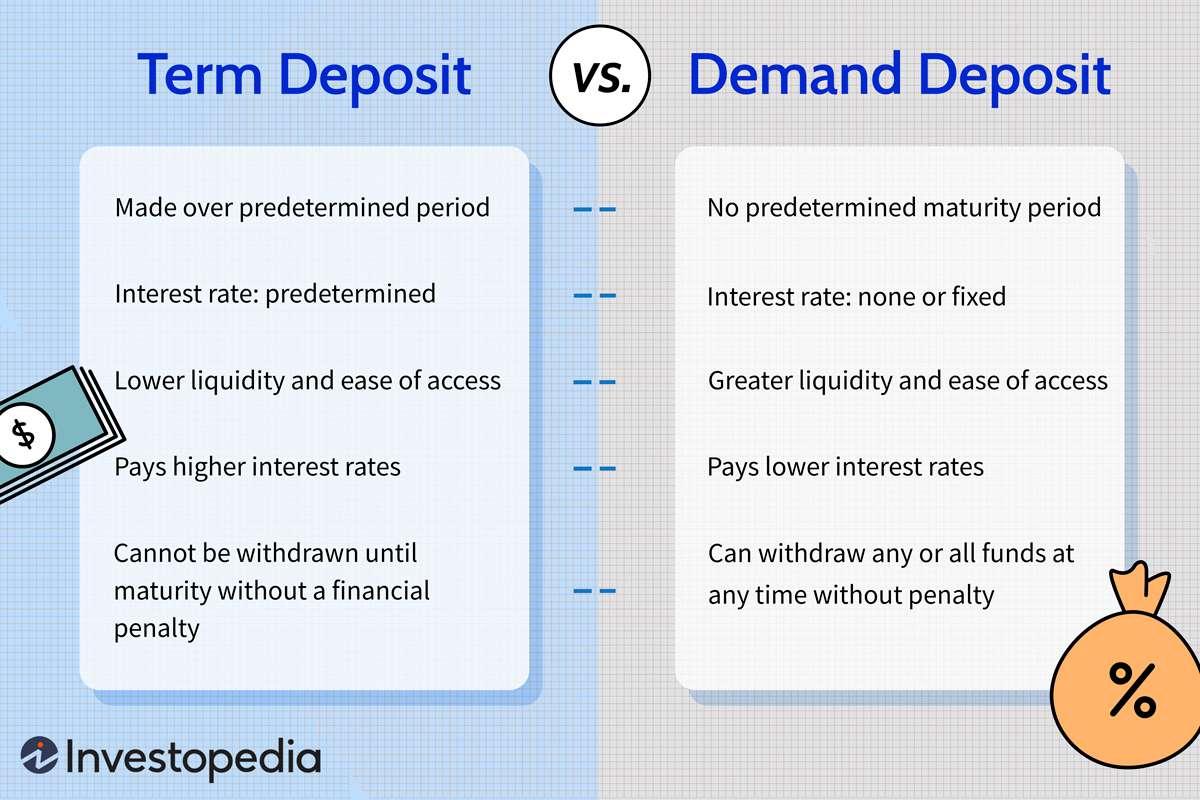 Term Deposit
VS.
Demand Deposit
Made over predetermined period
No predetermined maturity period
Interest rate: predetermined
Interest rate: none or fixed
Lower liquidity and ease of access
Greater liquidity and ease of access
Pays higher interest rates
Pays lower interest rates
Cannot be withdrawn until
maturity without a financial
penalty
Can withdraw any or all funds at
any time without penalty
$
%
Investopedia